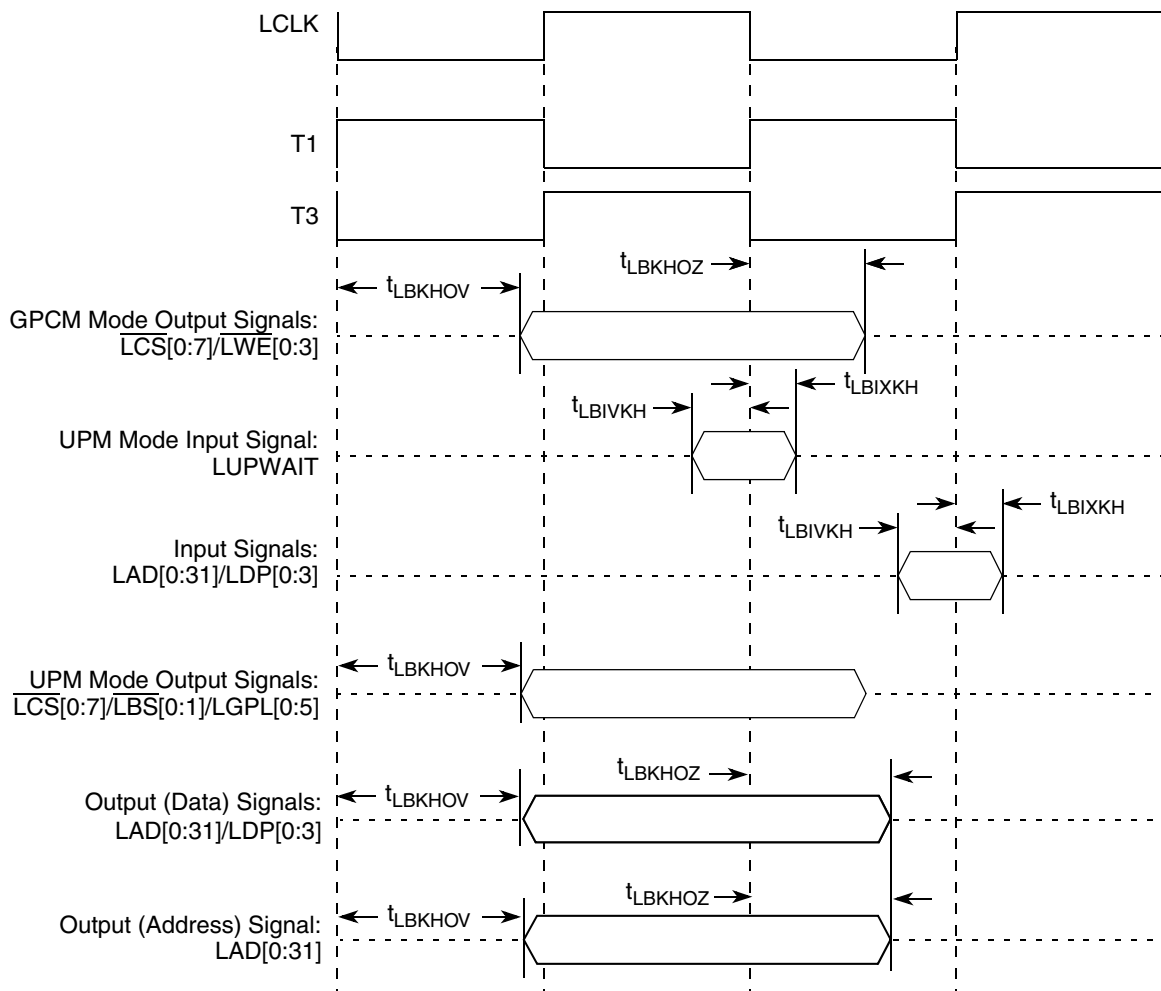 LCLK
T1
T3
tLBKHOZ
tLBKHOV
GPCM Mode Output Signals:
LCS[0:7]/LWE[0:3]
tLBIXKH
tLBIVKH
UPM Mode Input Signal:
LUPWAIT
tLBIXKH
tLBIVKH
Input Signals:
LAD[0:31]/LDP[0:3]
tLBKHOV
UPM Mode Output Signals:
LCS[0:7]/LBS[0:1]/LGPL[0:5]
tLBKHOZ
tLBKHOV
Output (Data) Signals:
LAD[0:31]/LDP[0:3]
tLBKHOZ
tLBKHOV
Output (Address) Signal:
LAD[0:31]